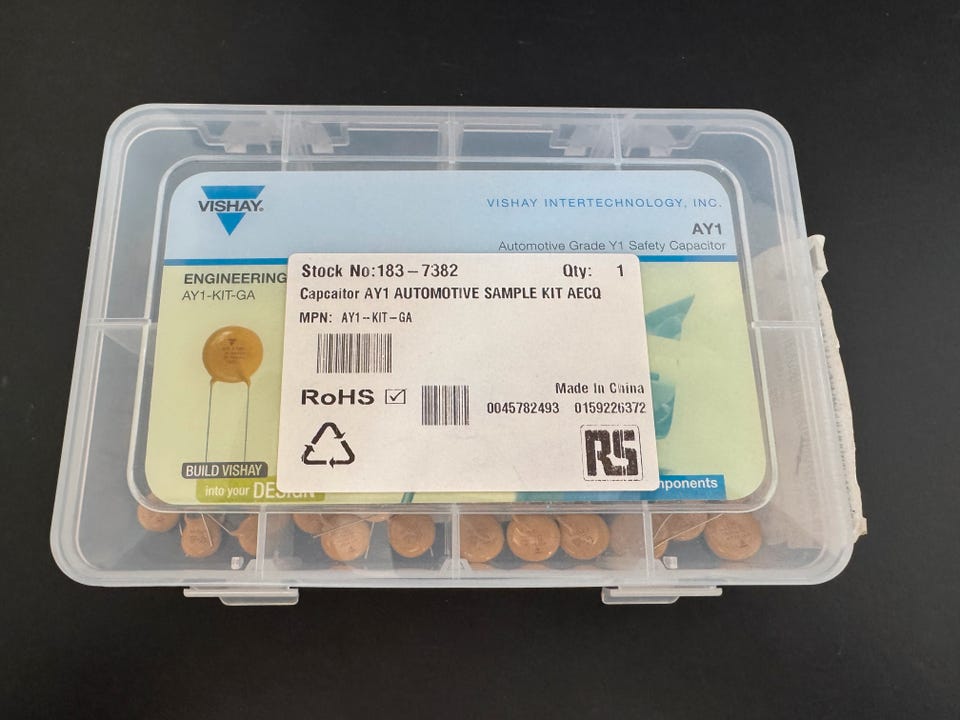 VISHAY.
VISHAY INTERTECHNOLOGY, INC.
AY1
Automotive Grade Y1 Safety Capacitor
ENGINEERING
AY1-KIT-GA
Stock No:183-7382 Qty: 1
Capcaitor AY1 AUTOMOTIVE SAMPLE KIT AECQ
MPN: AY1-KIT-GA
RoHS
Made In China
0045782493 0159226372
RS
BUILD VISHAY
into your DESIGN